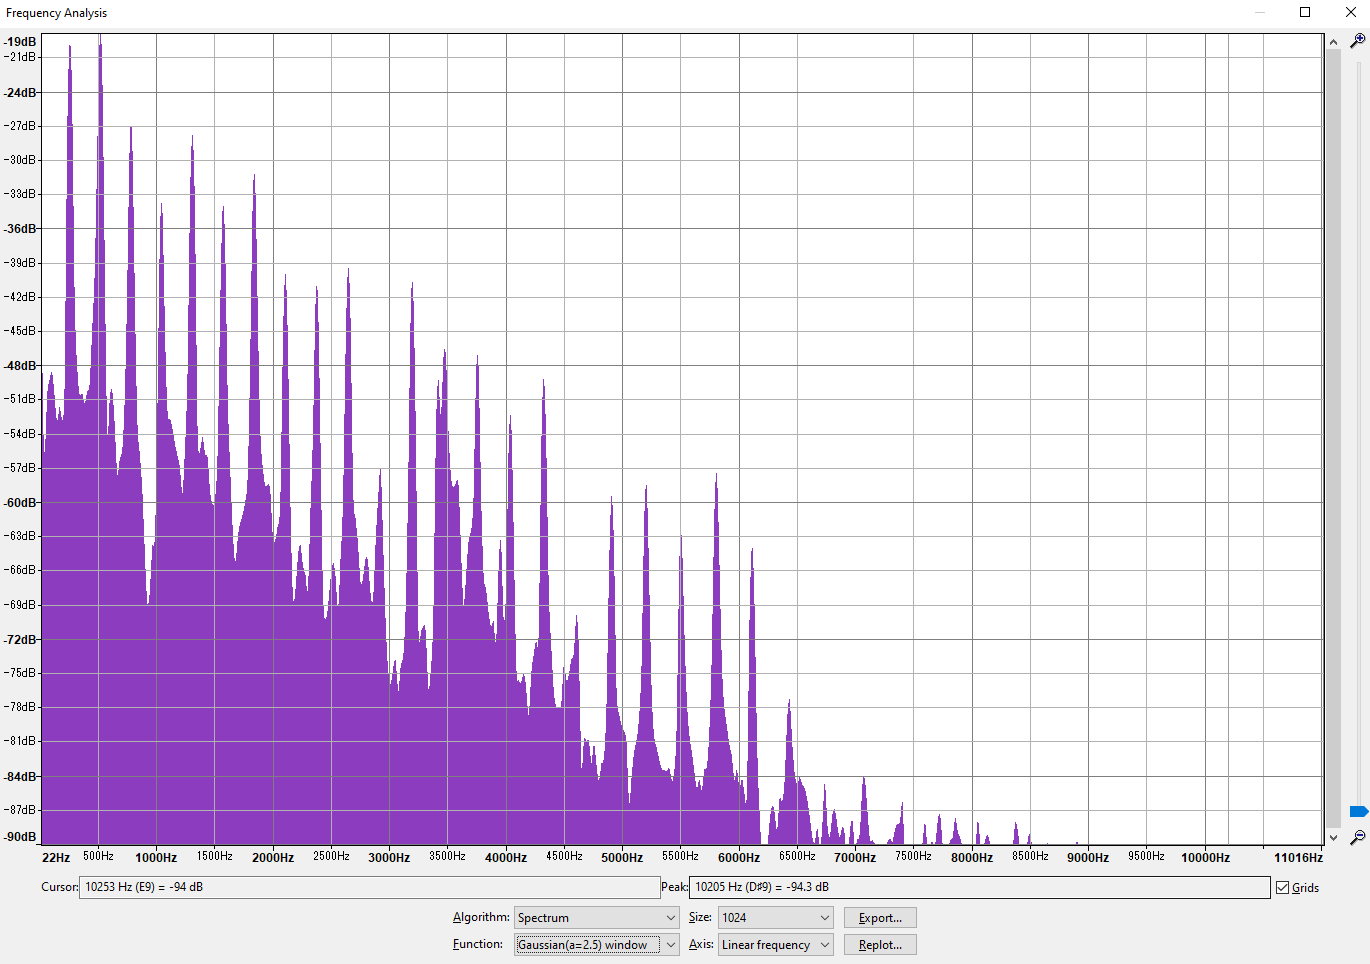 Frequency Analysis
-19dB
-21dB
-24dB
-27dB
-30dB
-33dB
-36dB
-39dB
-42dB
-45dB
-48dB
-51dB
-54dB
-57dB
-60dB
-63dB
-66dB
-69dB
-72dB
-75dB
-78dB
-81dB
-84dB
-87dB
-90dB
22Hz 500Hz 1000Hz 1500Hz 2000Hz 2500Hz 3000Hz 3500Hz 4000Hz 4500Hz 5000Hz 5500Hz 6000Hz 6500Hz 7000Hz 7500Hz 8000Hz 8500Hz 9000Hz 9500Hz 10000Hz 11016Hz
Cursor: 10253 Hz (E9) = -94 dB Peak: 10205 Hz (D♯9) = -94.3 dB Grids
Algorithm: Spectrum Size: 1024 Export...
Function: Gaussian(a=2.5) window Axis: Linear frequency Replot...